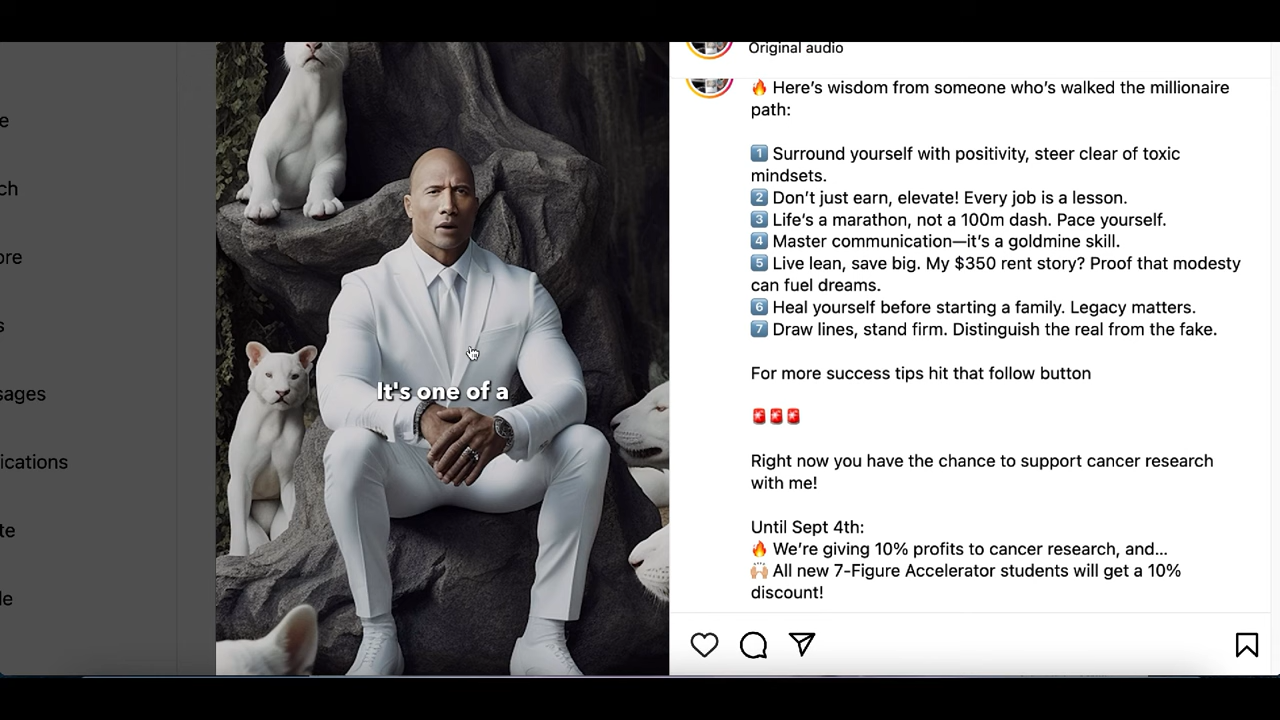 Original audio
🔥 Here’s wisdom from someone who’s walked the millionaire
path:
1️⃣ Surround yourself with positivity, steer clear of toxic
mindsets.
2️⃣ Don’t just earn, elevate! Every job is a lesson.
3️⃣ Life’s a marathon, not a 100m dash. Pace yourself.
4️⃣ Master communication—it’s a goldmine skill.
5️⃣ Live lean, save big. My $350 rent story? Proof that modesty
can fuel dreams.
6️⃣ Heal yourself before starting a family. Legacy matters.
7️⃣ Draw lines, stand firm. Distinguish the real from the fake.
For more success tips hit that follow button
🚨🚨🚨
Right now you have the chance to support cancer research
with me!
Until Sept 4th:
🔥 We’re giving 10% profits to cancer research, and...
🙌🏼 All new 7-Figure Accelerator students will get a 10%
discount!
It's one of a
e
ch
ore
s
sages
ications
te
le